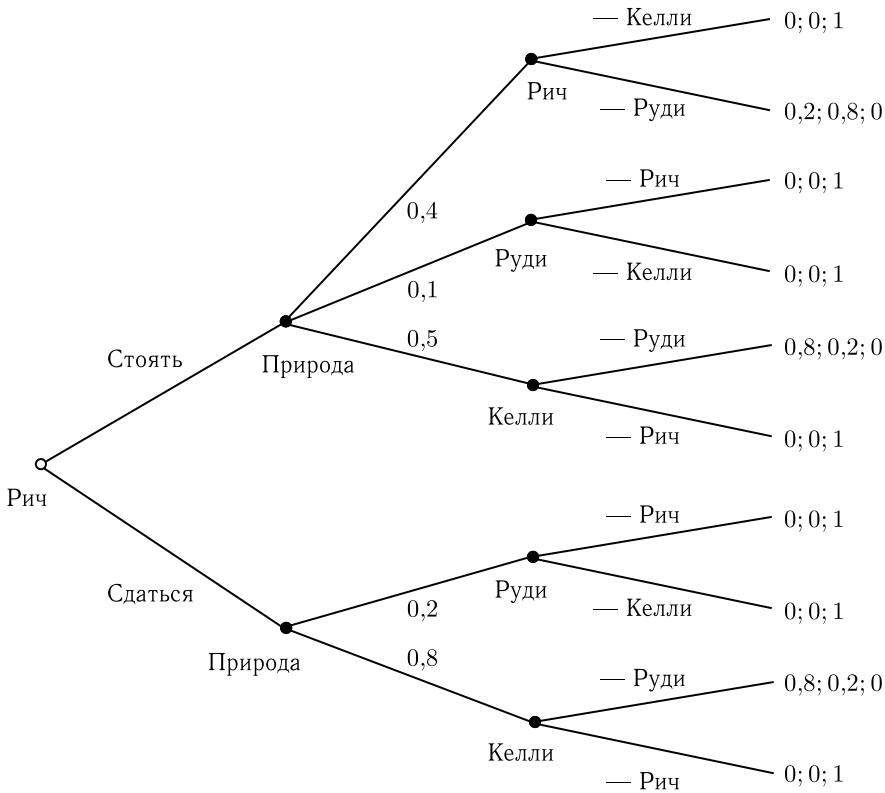 — Келли
0; 0; 1
Рич
— Руди
0,2; 0,8; 0
— Рич
0; 0; 1
0,4
Руди
— Келли
0; 0; 1
0,1
0,5
— Руди
0,8; 0,2; 0
Стоять
Природа
Келли
— Рич
0; 0; 1
Рич
— Рич
0; 0; 1
Сдаться
Руди
0,2
— Келли
0; 0; 1
Природа
0,8
— Руди
0,8; 0,2; 0
Келли
— Рич
0; 0; 1